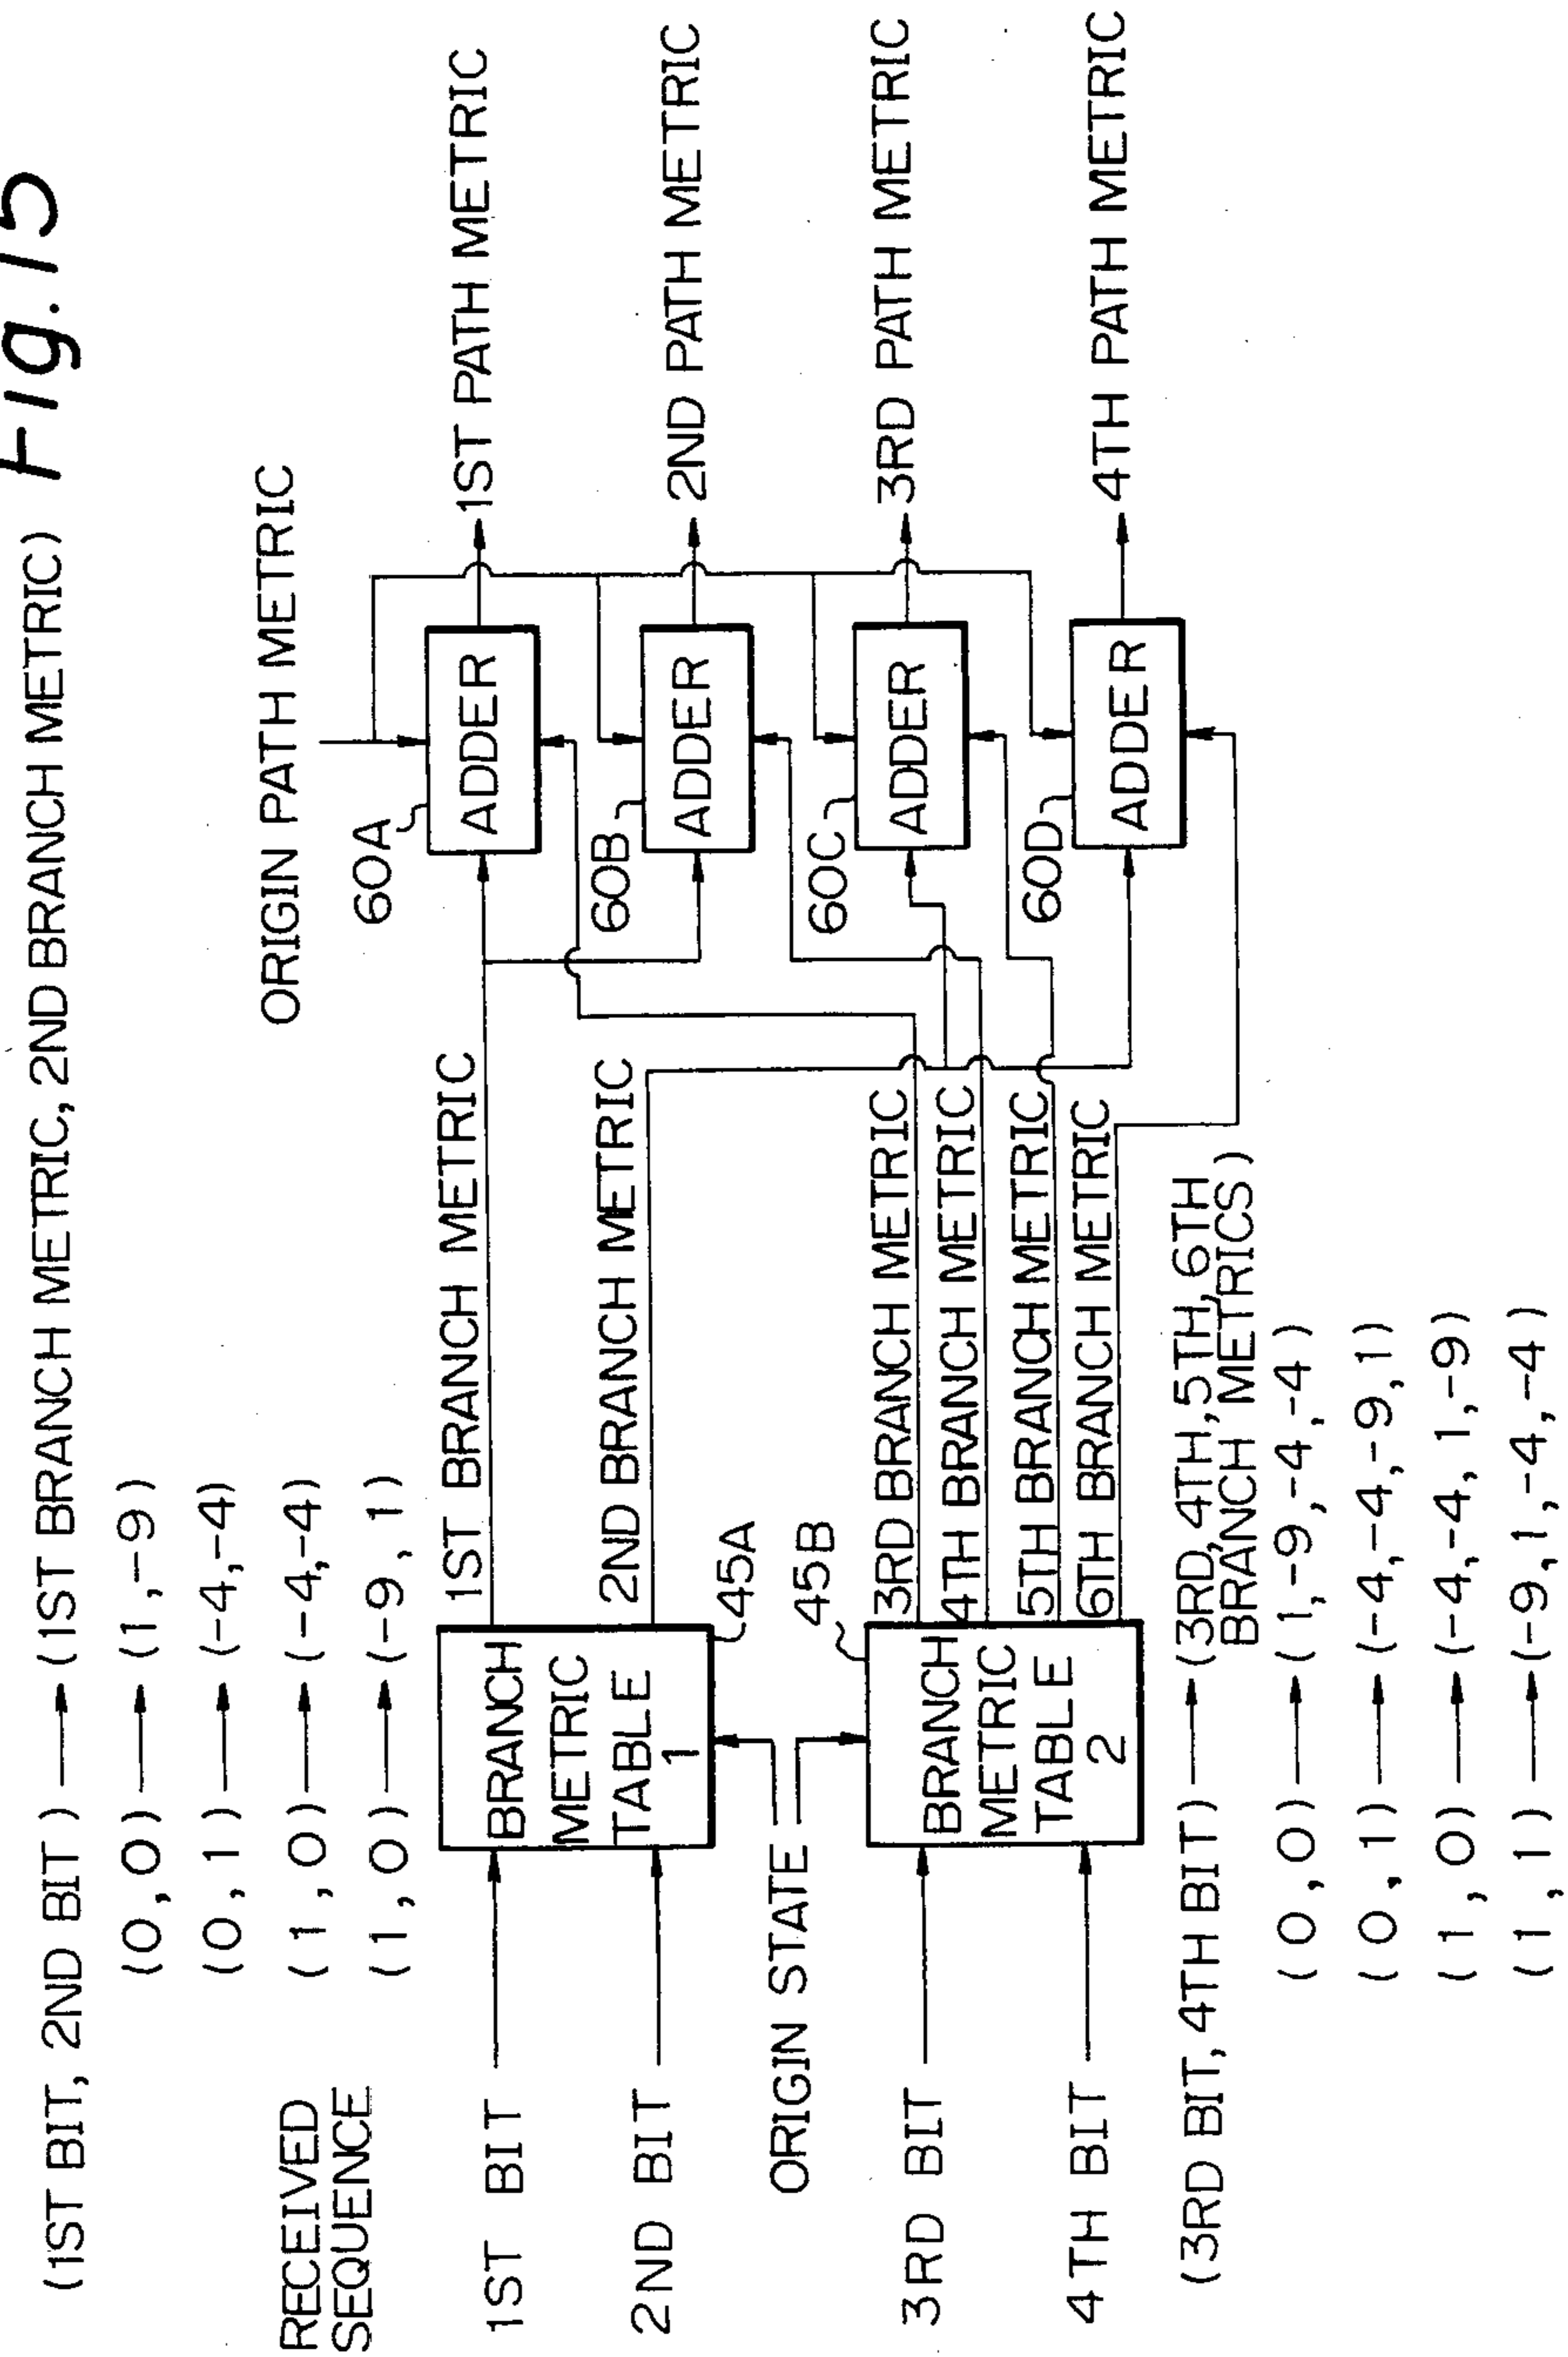 Fig. 15
(1ST BIT, 2ND BIT) → (1ST BRANCH METRIC, 2ND BRANCH METRIC)
(0,0) → (1,-9)
(0,1) → (-4,-4)
(1,0) → (-4,-4)
(1,0) → (-9,1)
RECEIVED
SEQUENCE
1ST BIT
2ND BIT
ORIGIN STATE
3RD BIT
4TH BIT
BRANCH
METRIC
TABLE
1
45A
BRANCH
METRIC
TABLE
2
45B
1ST BRANCH METRIC
2ND BRANCH METRIC
3RD BRANCH METRIC
4TH BRANCH METRIC
5TH BRANCH METRIC
6TH BRANCH METRIC
ORIGIN PATH METRIC
60A
ADDER
1ST PATH METRIC
60B
ADDER
2ND PATH METRIC
60C
ADDER
3RD PATH METRIC
60D
ADDER
4TH PATH METRIC
(3RD BIT, 4TH BIT) → (3RD, 4TH, 5TH, 6TH
BRANCH METRICS)
(0,0) → (1,-9,-4,-4)
(0,1) → (-4,-4,-9,1)
(1,0) → (-4,-4,1,-9)
(1,1) → (-9,1,-4,-4)